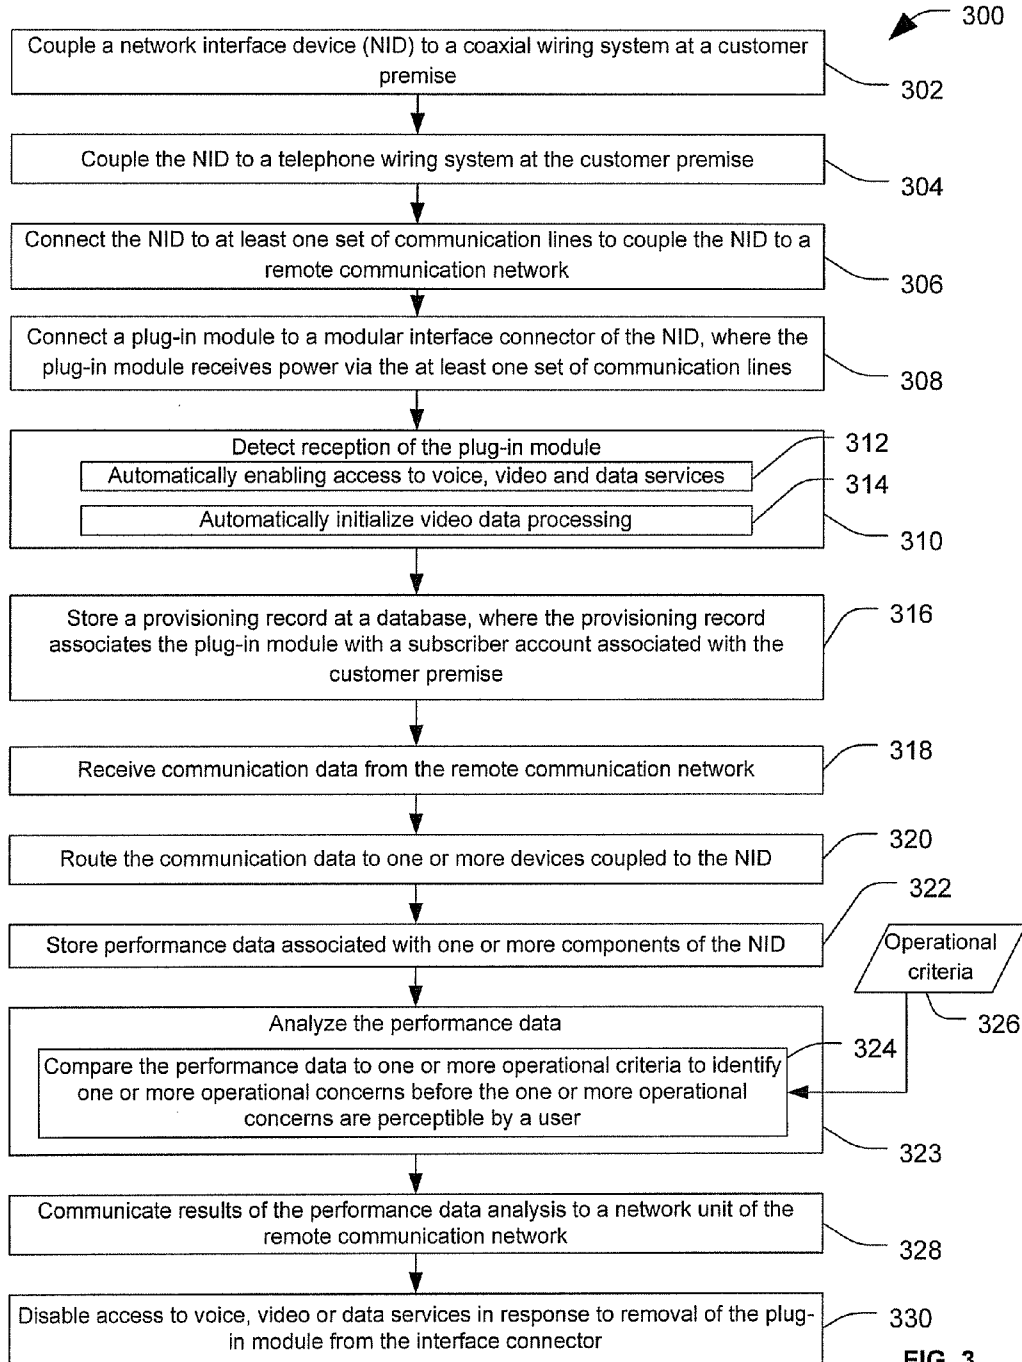 300
Couple a network interface device (NID) to a coaxial wiring system at a customer
premise
302
Couple the NID to a telephone wiring system at the customer premise
304
Connect the NID to at least one set of communication lines to couple the NID to a
remote communication network
306
Connect a plug-in module to a modular interface connector of the NID, where the
plug-in module receives power via the at least one set of communication lines
308
Detect reception of the plug-in module
312
Automatically enabling access to voice, video and data services
314
Automatically initialize video data processing
310
Store a provisioning record at a database, where the provisioning record
associates the plug-in module with a subscriber account associated with the
customer premise
316
Receive communication data from the remote communication network
318
Route the communication data to one or more devices coupled to the NID
320
322
Store performance data associated with one or more components of the NID
Operational
criteria
326
Analyze the performance data
324
Compare the performance data to one or more operational criteria to identify
one or more operational concerns before the one or more operational
concerns are perceptible by a user
323
Communicate results of the performance data analysis to a network unit of the
remote communication network
328
Disable access to voice, video or data services in response to removal of the plug-
in module from the interface connector
330
FIG. 3